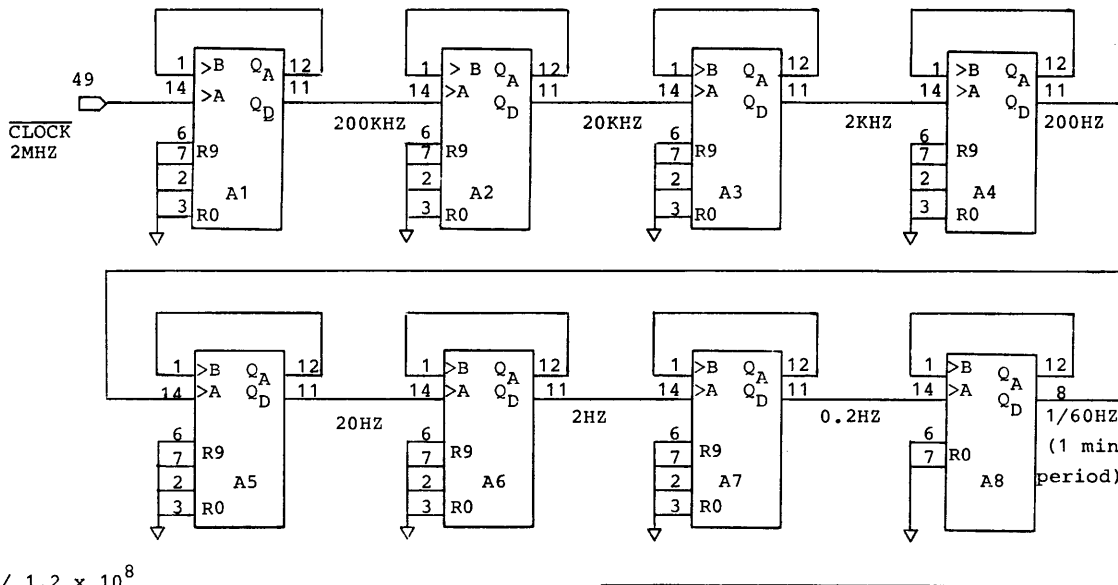 49
CLOCK
2MHZ
1 >B QA 12
14 >A QD 11
6
7 R9
2
3 R0
A1
200KHZ
1 >B QA 12
14 >A QD 11
6
7 R9
2
3 R0
A2
20KHZ
1 >B QA 12
14 >A QD 11
6
7 R9
2
3 R0
A3
2KHZ
1 >B QA 12
14 >A QD 11
6
7 R9
2
3 R0
A4
200HZ
1 >B QA 12
14 >A QD 11
6
7 R9
2
3 R0
A5
20HZ
1 >B QA 12
14 >A QD 11
6
7 R9
2
3 R0
A6
2HZ
1 >B QA 12
14 >A QD 11
6
7 R9
2
3 R0
A7
0.2HZ
1 >B QA 12
14 >A QD 8
6
7 R0
A8
1/60HZ
(1 min
period)
/ 1.2 x 10^8